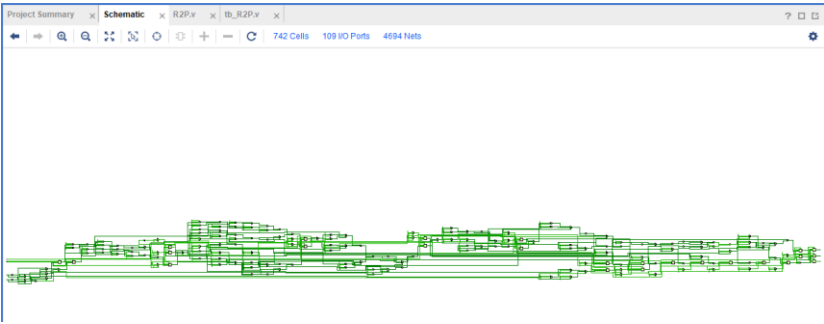 Project Summary × Schematic × R2P.v × tb_R2P.v × ?
742 Cells 109 I/O Ports 4694 Nets